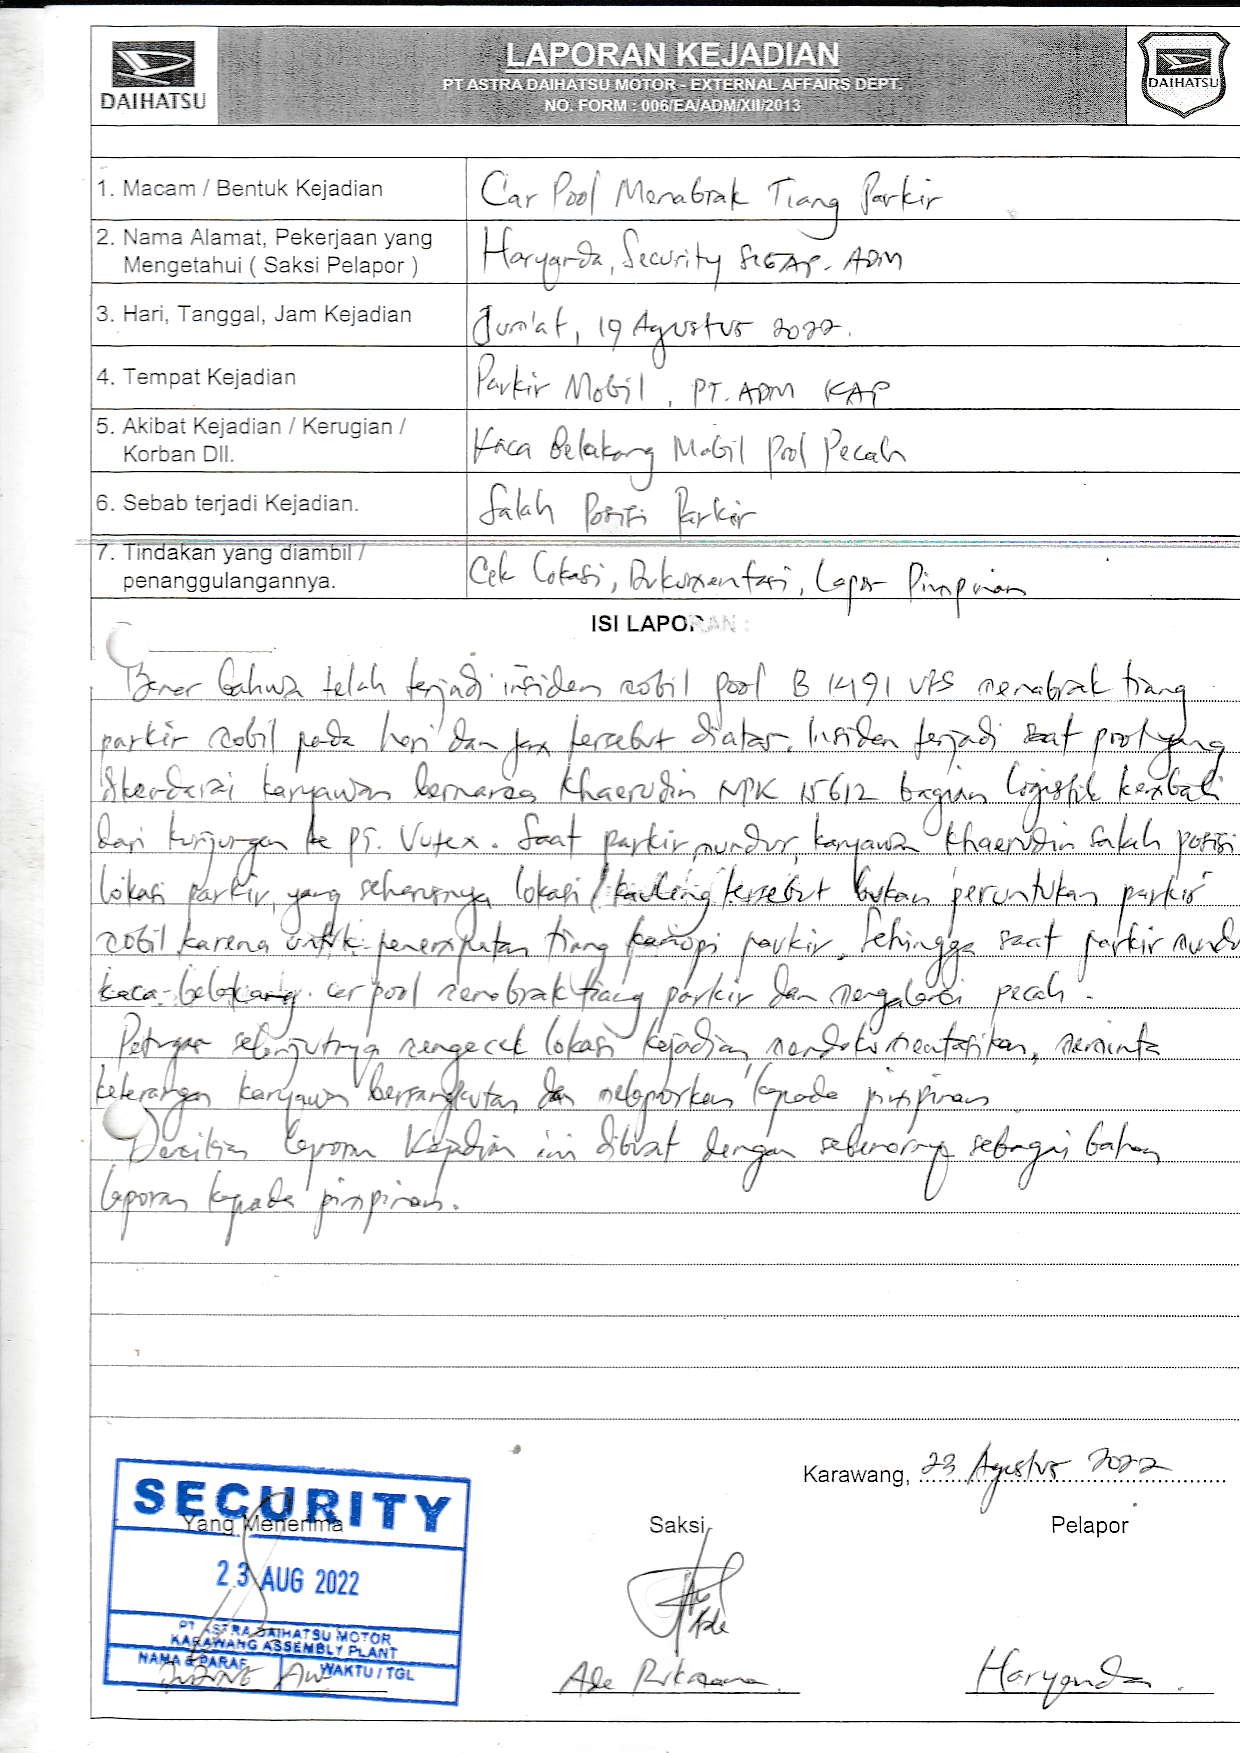 DAIHATSU
LAPORAN KEJADIAN
PT ASTRA DAIHATSU MOTOR - EXTERNAL AFFAIRS DEPT.
NO. FORM : 006/EA/ADM/XII/2013
DAIHATSU
1. Macam / Bentuk Kejadian
Car Pool Menabrak Tiang Parkir
2. Nama Alamat, Pekerjaan yang
Mengetahui ( Saksi Pelapor )
Haryanda, Security SIGAP. ADM
3. Hari, Tanggal, Jam Kejadian
Jum'at, 19 Agustus 2022.
4. Tempat Kejadian
Parkir Mobil, PT. ADM KAP
5. Akibat Kejadian / Kerugian /
Korban Dll.
Kaca Belakang Mobil Pool Pecah
6. Sebab terjadi Kejadian.
Salah Posisi Parkir
7. Tindakan yang diambil /
penanggulangannya.
Cek Lokasi, Dokumentasi, Lapor Pimpinan
ISI LAPORAN :
Benar bahwa telah terjadi insiden mobil pool B 1491 menabrak tiang
parkir mobil pada hari dan jam tersebut diatas. Insiden terjadi saat pool yang
dikendarai karyawan bernama Khaerudin NPK 15612 bagian logistik kembali
dari kunjungan ke PT. Vutex. Saat parkir mundur, karyawan Khaerudin salah posisi
lokasi parkir, yang seharusnya lokasi / kavling tersebut bukan peruntukan parkir
mobil karena untuk penempatan tiang kanopi parkir. Sehingga saat parkir mundu
kaca belakang car pool menabrak tiang parkir dan mengalami pecah.
Petugas selanjutnya mengecek lokasi kejadian, mendokumentasikan, meminta
keterangan karyawan bersangkutan dan melaporkan kepada pimpinan
Demikian laporan kejadian ini dibuat dengan sebenarnya sebagai bahan
laporan kepada pimpinan.
Karawang, 23 Agustus 2022
SECURITY
Yang Menerima
Saksi
Pelapor
23 AUG 2022
PT ASTRA DAIHATSU MOTOR
KARAWANG ASSEMBLY PLANT
NAMA & PARAF
WAKTU / TGL
Ade
Ade
Haryanda